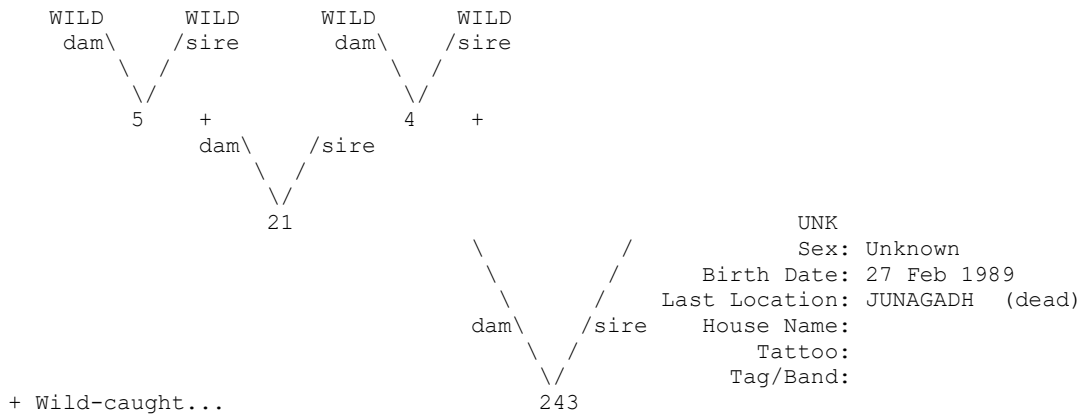 WILD WILD WILD WILD
dam\ /sire dam\ /sire
\ / \ /
\/ \/
5 + 4 +
dam\ /sire
\ /
\/
21 UNK
\ / Sex: Unknown
\ / Birth Date: 27 Feb 1989
\ / Last Location: JUNAGADH (dead)
dam\ /sire House Name:
\ / Tattoo:
\/ Tag/Band:
+ Wild-caught... 243